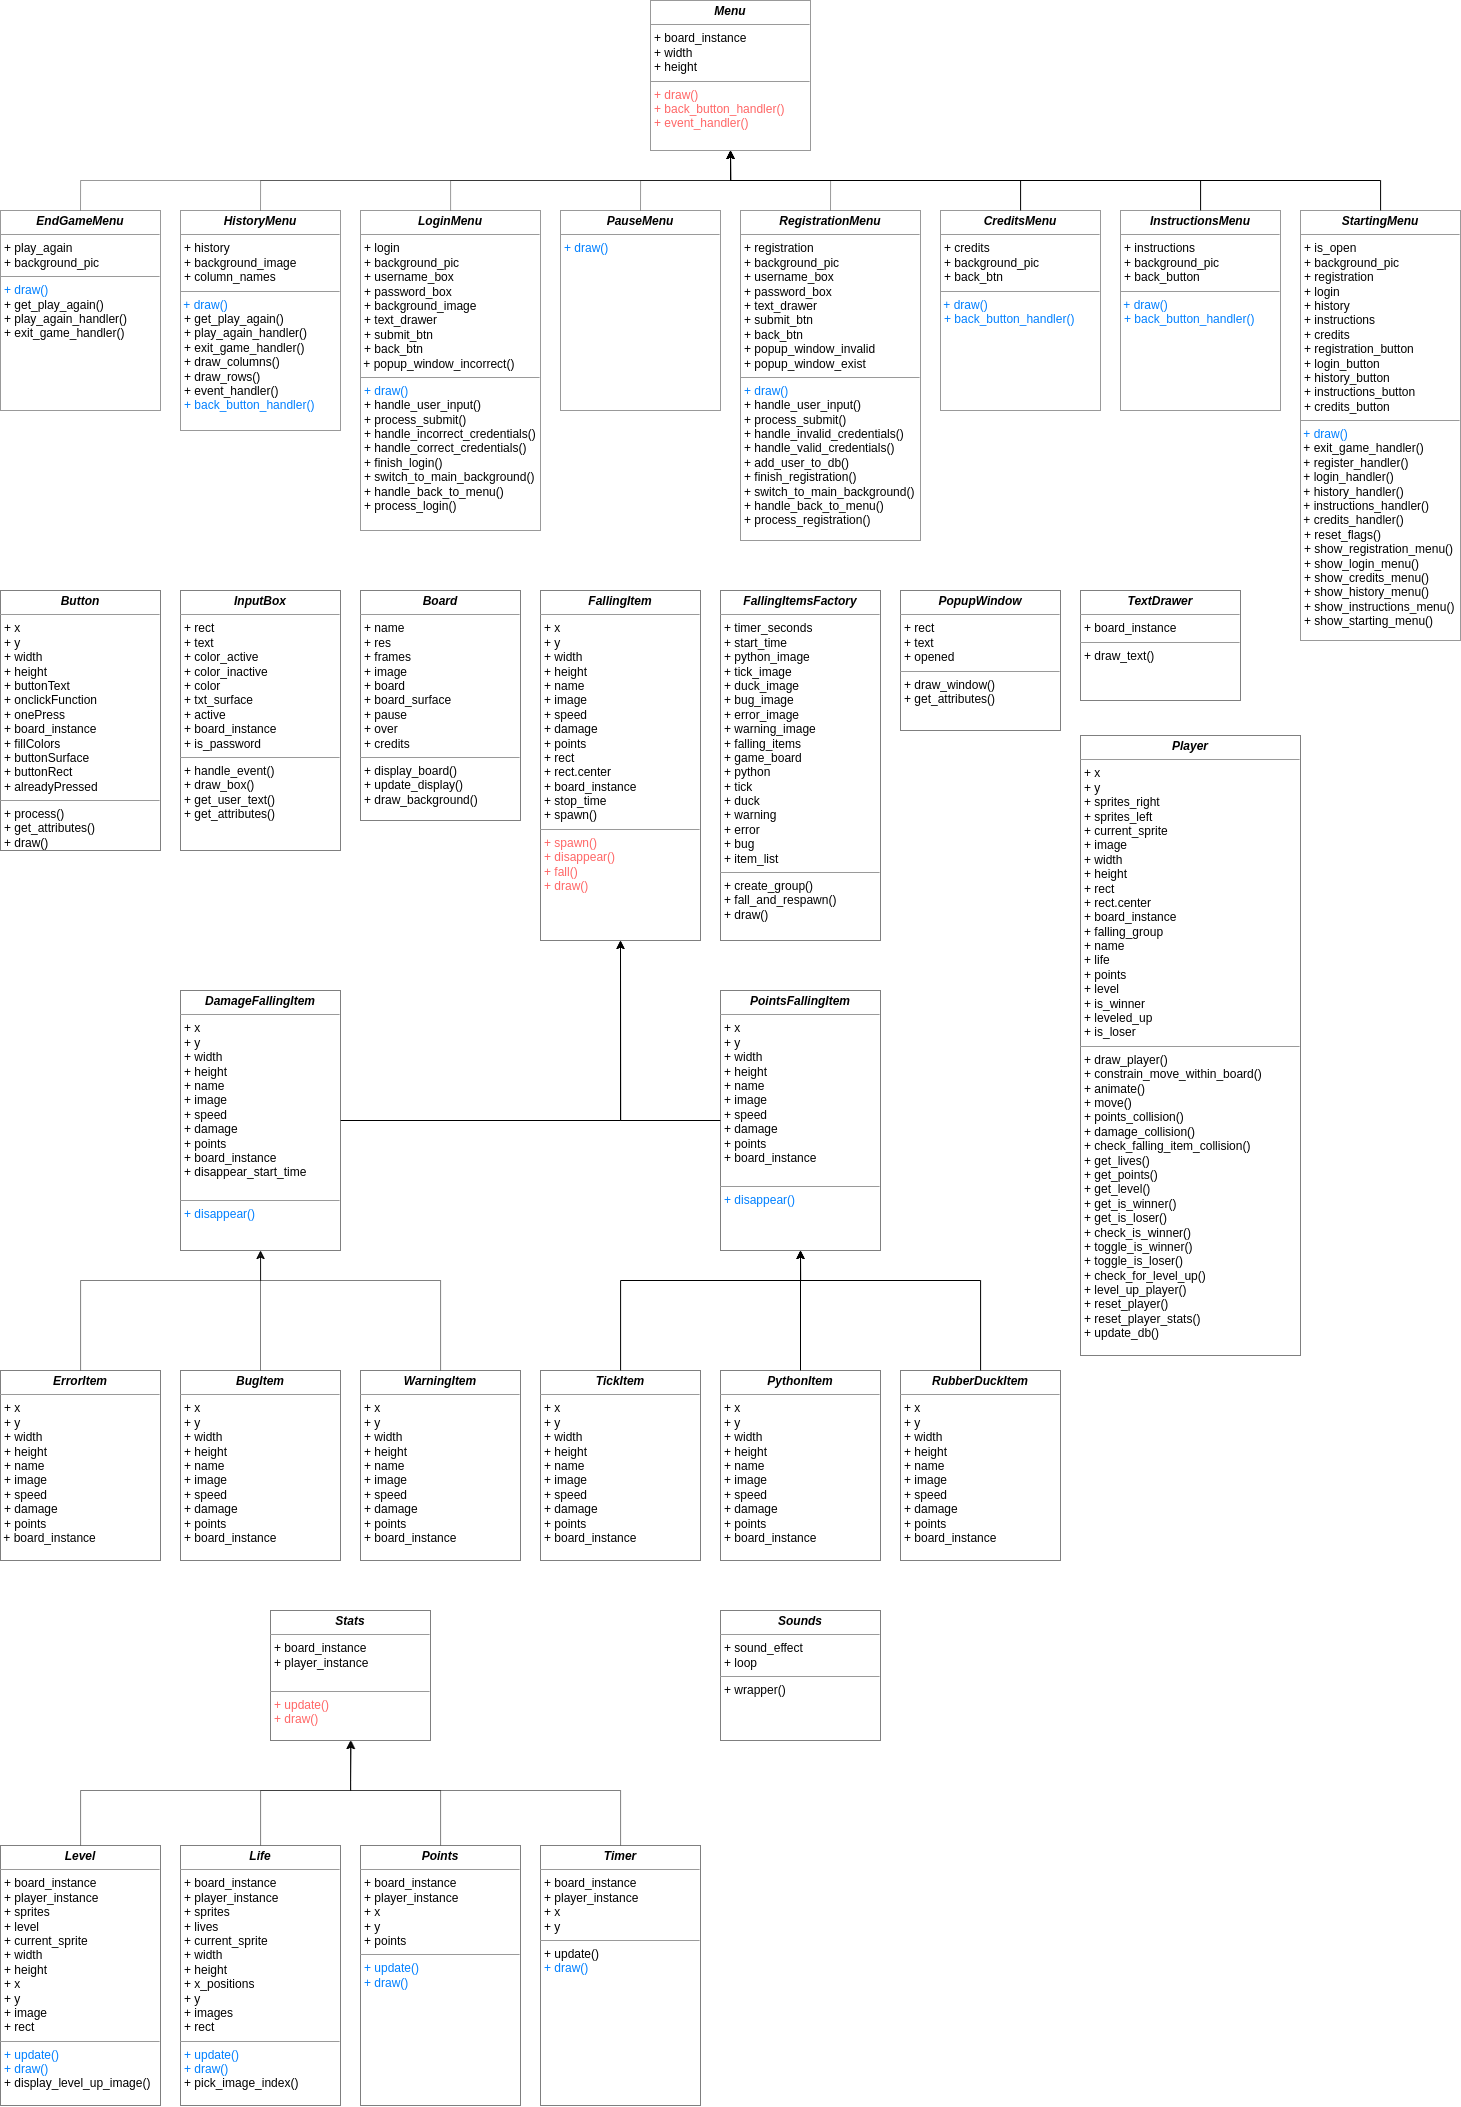 Menu
+ board_instance
+ width
+ height
+ draw()
+ back_button_handler()
+ event_handler()
EndGameMenu
+ play_again
+ background_pic
+ draw()
+ get_play_again()
+ play_again_handler()
+ exit_game_handler()
HistoryMenu
+ history
+ background_image
+ column_names
+ draw()
+ get_play_again()
+ play_again_handler()
+ exit_game_handler()
+ draw_columns()
+ draw_rows()
+ event_handler()
+ back_button_handler()
LoginMenu
+ login
+ background_pic
+ username_box
+ password_box
+ background_image
+ text_drawer
+ submit_btn
+ back_btn
+ popup_window_incorrect()
+ draw()
+ handle_user_input()
+ process_submit()
+ handle_incorrect_credentials()
+ handle_correct_credentials()
+ finish_login()
+ switch_to_main_background()
+ handle_back_to_menu()
+ process_login()
PauseMenu
+ draw()
RegistrationMenu
+ registration
+ background_pic
+ username_box
+ password_box
+ text_drawer
+ submit_btn
+ back_btn
+ popup_window_invalid
+ popup_window_exist
+ draw()
+ handle_user_input()
+ process_submit()
+ handle_invalid_credentials()
+ handle_valid_credentials()
+ add_user_to_db()
+ finish_registration()
+ switch_to_main_background()
+ handle_back_to_menu()
+ process_registration()
CreditsMenu
+ credits
+ background_pic
+ back_btn
+ draw()
+ back_button_handler()
InstructionsMenu
+ instructions
+ background_pic
+ back_button
+ draw()
+ back_button_handler()
StartingMenu
+ is_open
+ background_pic
+ registration
+ login
+ history
+ instructions
+ credits
+ registration_button
+ login_button
+ history_button
+ instructions_button
+ credits_button
+ draw()
+ exit_game_handler()
+ register_handler()
+ login_handler()
+ history_handler()
+ instructions_handler()
+ credits_handler()
+ reset_flags()
+ show_registration_menu()
+ show_login_menu()
+ show_credits_menu()
+ show_history_menu()
+ show_instructions_menu()
+ show_starting_menu()
Button
+ x
+ y
+ width
+ height
+ buttonText
+ onclickFunction
+ onePress
+ board_instance
+ fillColors
+ buttonSurface
+ buttonRect
+ alreadyPressed
+ process()
+ get_attributes()
+ draw()
InputBox
+ rect
+ text
+ color_active
+ color_inactive
+ color
+ txt_surface
+ active
+ board_instance
+ is_password
+ handle_event()
+ draw_box()
+ get_user_text()
+ get_attributes()
Board
+ name
+ res
+ frames
+ image
+ board
+ board_surface
+ pause
+ over
+ credits
+ display_board()
+ update_display()
+ draw_background()
FallingItem
+ x
+ y
+ width
+ height
+ name
+ image
+ speed
+ damage
+ points
+ rect
+ rect.center
+ board_instance
+ stop_time
+ spawn()
+ spawn()
+ disappear()
+ fall()
+ draw()
FallingItemsFactory
+ timer_seconds
+ start_time
+ python_image
+ tick_image
+ duck_image
+ bug_image
+ error_image
+ warning_image
+ falling_items
+ game_board
+ python
+ tick
+ duck
+ warning
+ error
+ bug
+ item_list
+ create_group()
+ fall_and_respawn()
+ draw()
PopupWindow
+ rect
+ text
+ opened
+ draw_window()
+ get_attributes()
TextDrawer
+ board_instance
+ draw_text()
Player
+ x
+ y
+ sprites_right
+ sprites_left
+ current_sprite
+ image
+ width
+ height
+ rect
+ rect.center
+ board_instance
+ falling_group
+ name
+ life
+ points
+ level
+ is_winner
+ leveled_up
+ is_loser
+ draw_player()
+ constrain_move_within_board()
+ animate()
+ move()
+ points_collision()
+ damage_collision()
+ check_falling_item_collision()
+ get_lives()
+ get_points()
+ get_level()
+ get_is_winner()
+ get_is_loser()
+ check_is_winner()
+ toggle_is_winner()
+ toggle_is_loser()
+ check_for_level_up()
+ level_up_player()
+ reset_player()
+ reset_player_stats()
+ update_db()
DamageFallingItem
+ x
+ y
+ width
+ height
+ name
+ image
+ speed
+ damage
+ points
+ board_instance
+ disappear_start_time
+ disappear()
PointsFallingItem
+ x
+ y
+ width
+ height
+ name
+ image
+ speed
+ damage
+ points
+ board_instance
+ disappear()
ErrorItem
+ x
+ y
+ width
+ height
+ name
+ image
+ speed
+ damage
+ points
+ board_instance
BugItem
+ x
+ y
+ width
+ height
+ name
+ image
+ speed
+ damage
+ points
+ board_instance
WarningItem
+ x
+ y
+ width
+ height
+ name
+ image
+ speed
+ damage
+ points
+ board_instance
TickItem
+ x
+ y
+ width
+ height
+ name
+ image
+ speed
+ damage
+ points
+ board_instance
PythonItem
+ x
+ y
+ width
+ height
+ name
+ image
+ speed
+ damage
+ points
+ board_instance
RubberDuckItem
+ x
+ y
+ width
+ height
+ name
+ image
+ speed
+ damage
+ points
+ board_instance
Stats
+ board_instance
+ player_instance
+ update()
+ draw()
Sounds
+ sound_effect
+ loop
+ wrapper()
Level
+ board_instance
+ player_instance
+ sprites
+ level
+ current_sprite
+ width
+ height
+ x
+ y
+ image
+ rect
+ update()
+ draw()
+ display_level_up_image()
Life
+ board_instance
+ player_instance
+ sprites
+ lives
+ current_sprite
+ width
+ height
+ x_positions
+ y
+ images
+ rect
+ update()
+ draw()
+ pick_image_index()
Points
+ board_instance
+ player_instance
+ x
+ y
+ points
+ update()
+ draw()
Timer
+ board_instance
+ player_instance
+ x
+ y
+ update()
+ draw()